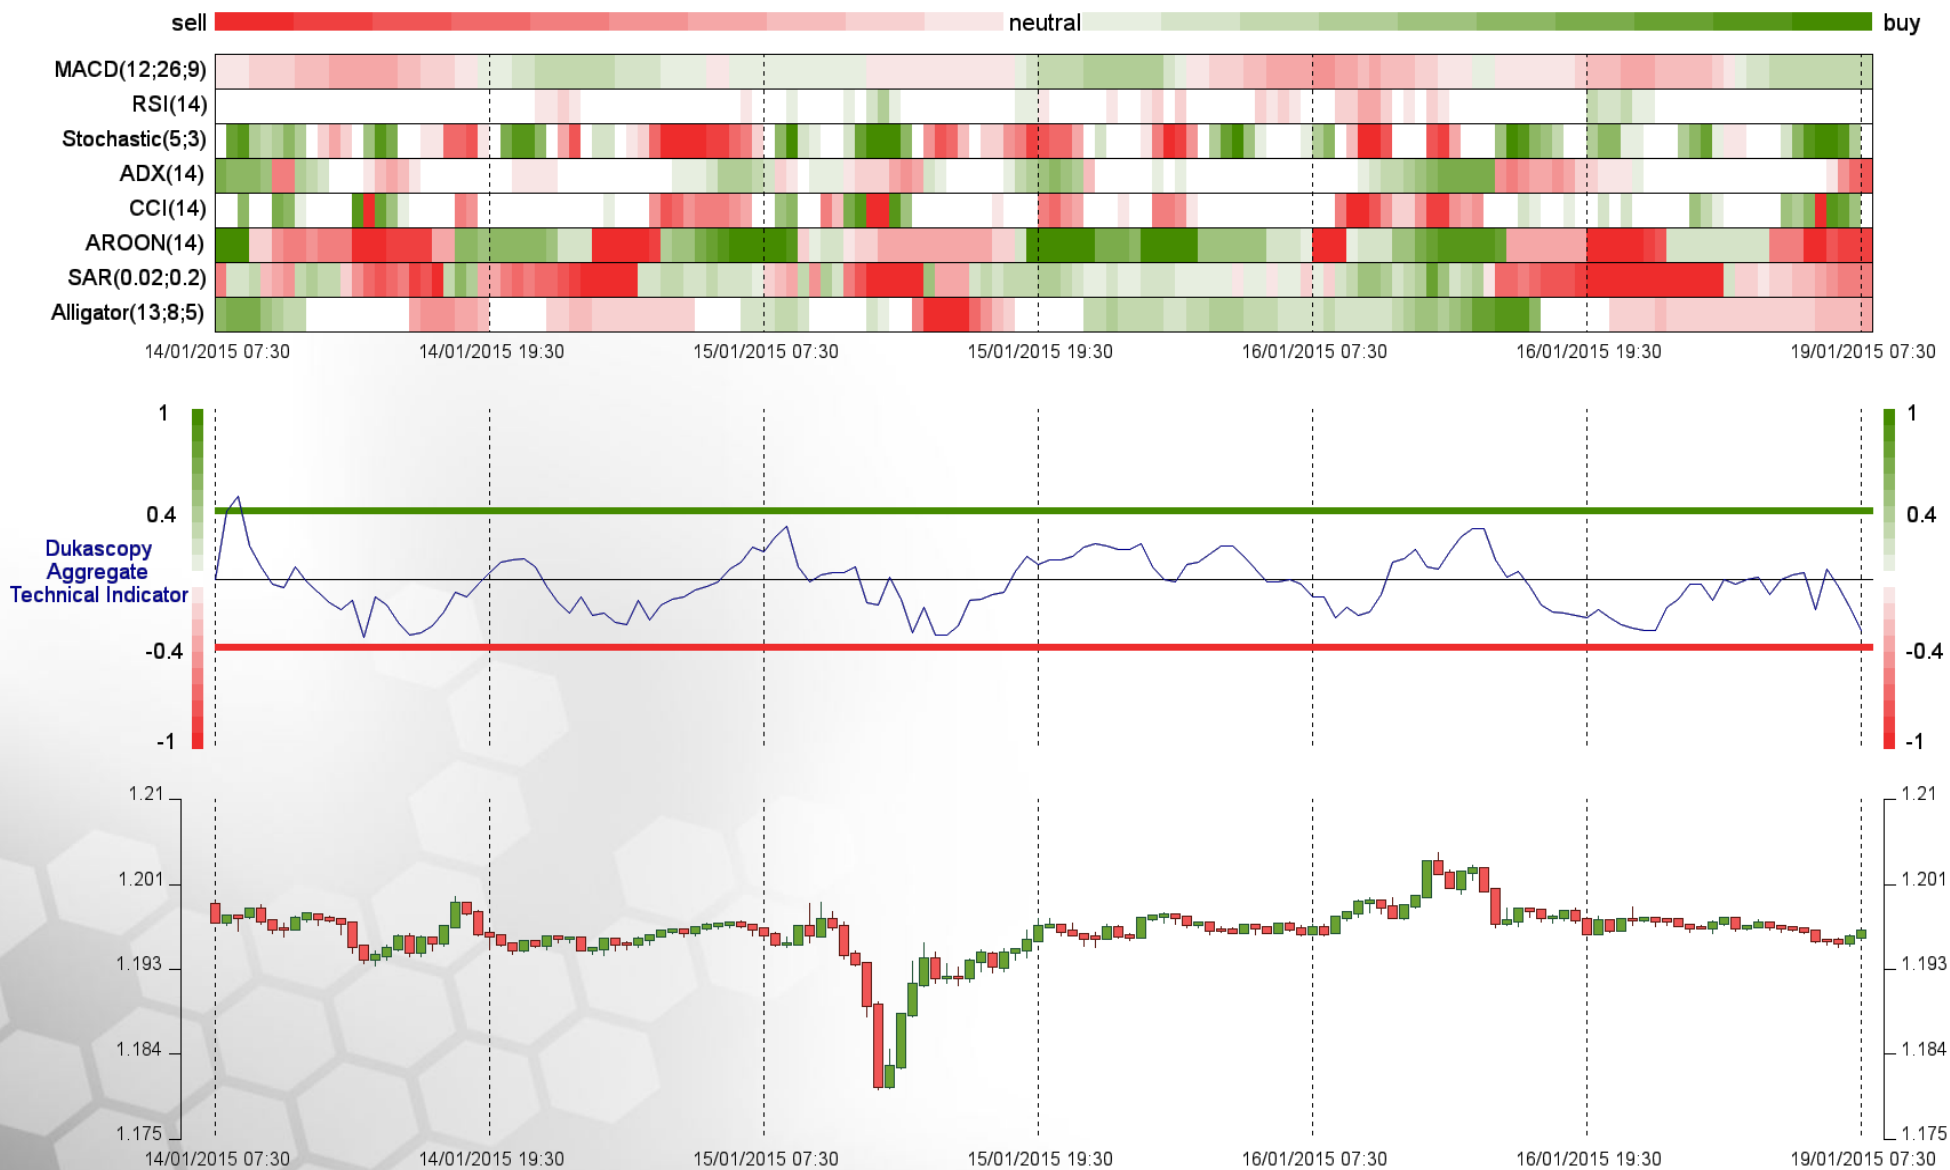 sell neutral buy
MACD(12;26;9)
RSI(14)
Stochastic(5;3)
ADX(14)
CCI(14)
AROON(14)
SAR(0.02;0.2)
Alligator(13;8;5)
14/01/2015 07:30 14/01/2015 19:30 15/01/2015 07:30 15/01/2015 19:30 16/01/2015 07:30 16/01/2015 19:30 19/01/2015 07:30
1 1
0.4 0.4
Dukascopy
Aggregate
Technical Indicator
-0.4 -0.4
-1 -1
1.21 1.21
1.201 1.201
1.193 1.193
1.184 1.184
1.175 1.175
14/01/2015 07:30 14/01/2015 19:30 15/01/2015 07:30 15/01/2015 19:30 16/01/2015 07:30 16/01/2015 19:30 19/01/2015 07:30